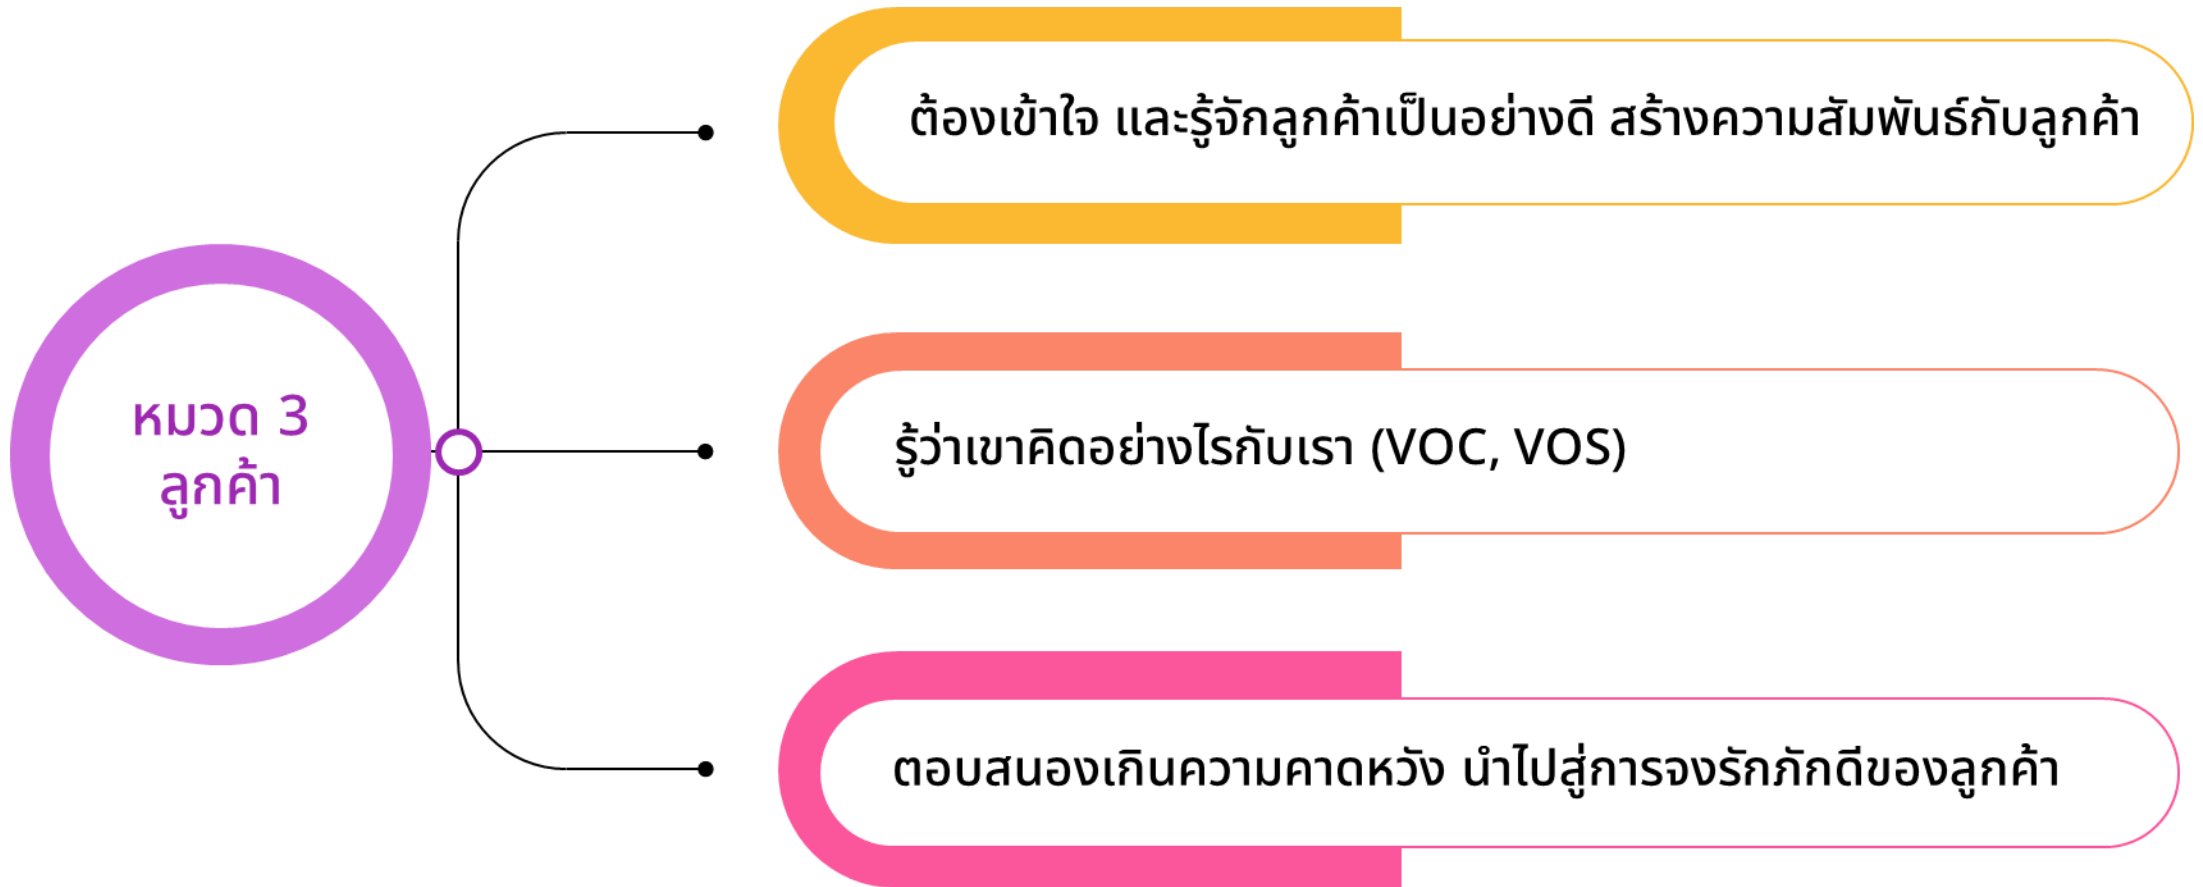 หมวด 3
ลูกค้า
ต้องเข้าใจ และรู้จักลูกค้าเป็นอย่างดี สร้างความสัมพันธ์กับลูกค้า
รู้ว่าเขาคิดอย่างไรกับเรา (VOC, VOS)
ตอบสนองเกินความคาดหวัง นำไปสู่การจงรักภักดีของลูกค้า